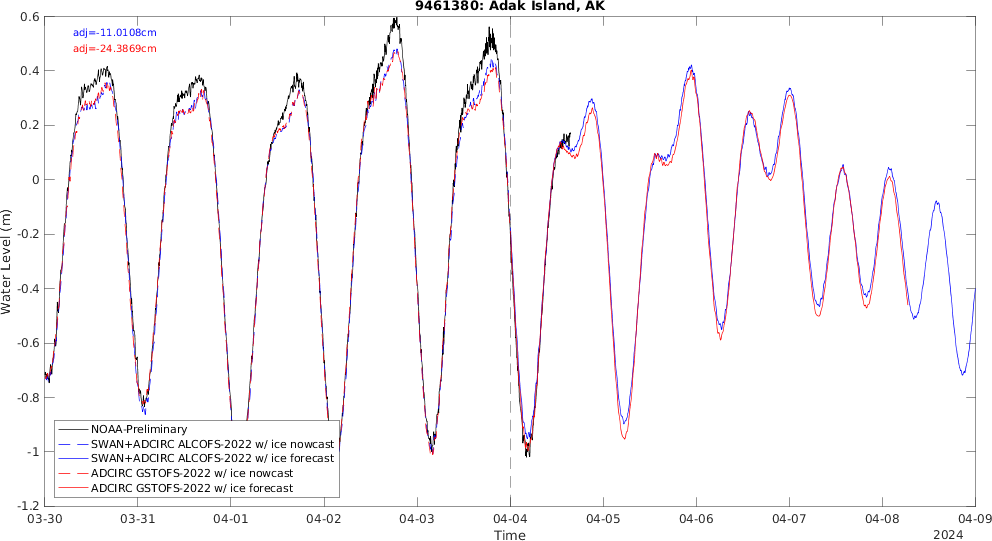 9461380: Adak Island, AK
adj=-11.0108cm
adj=-24.3869cm
0.6
0.4
0.2
0
-0.2
-0.4
-0.6
-0.8
-1
-1.2
Water Level (m)
NOAA-Preliminary
SWAN+ADCIRC ALCOFS-2022 w/ ice nowcast
SWAN+ADCIRC ALCOFS-2022 w/ ice forecast
ADCIRC GSTOFS-2022 w/ ice nowcast
ADCIRC GSTOFS-2022 w/ ice forecast
03-30 03-31 04-01 04-02 04-03 04-04 04-05 04-06 04-07 04-08 04-09
Time
2024